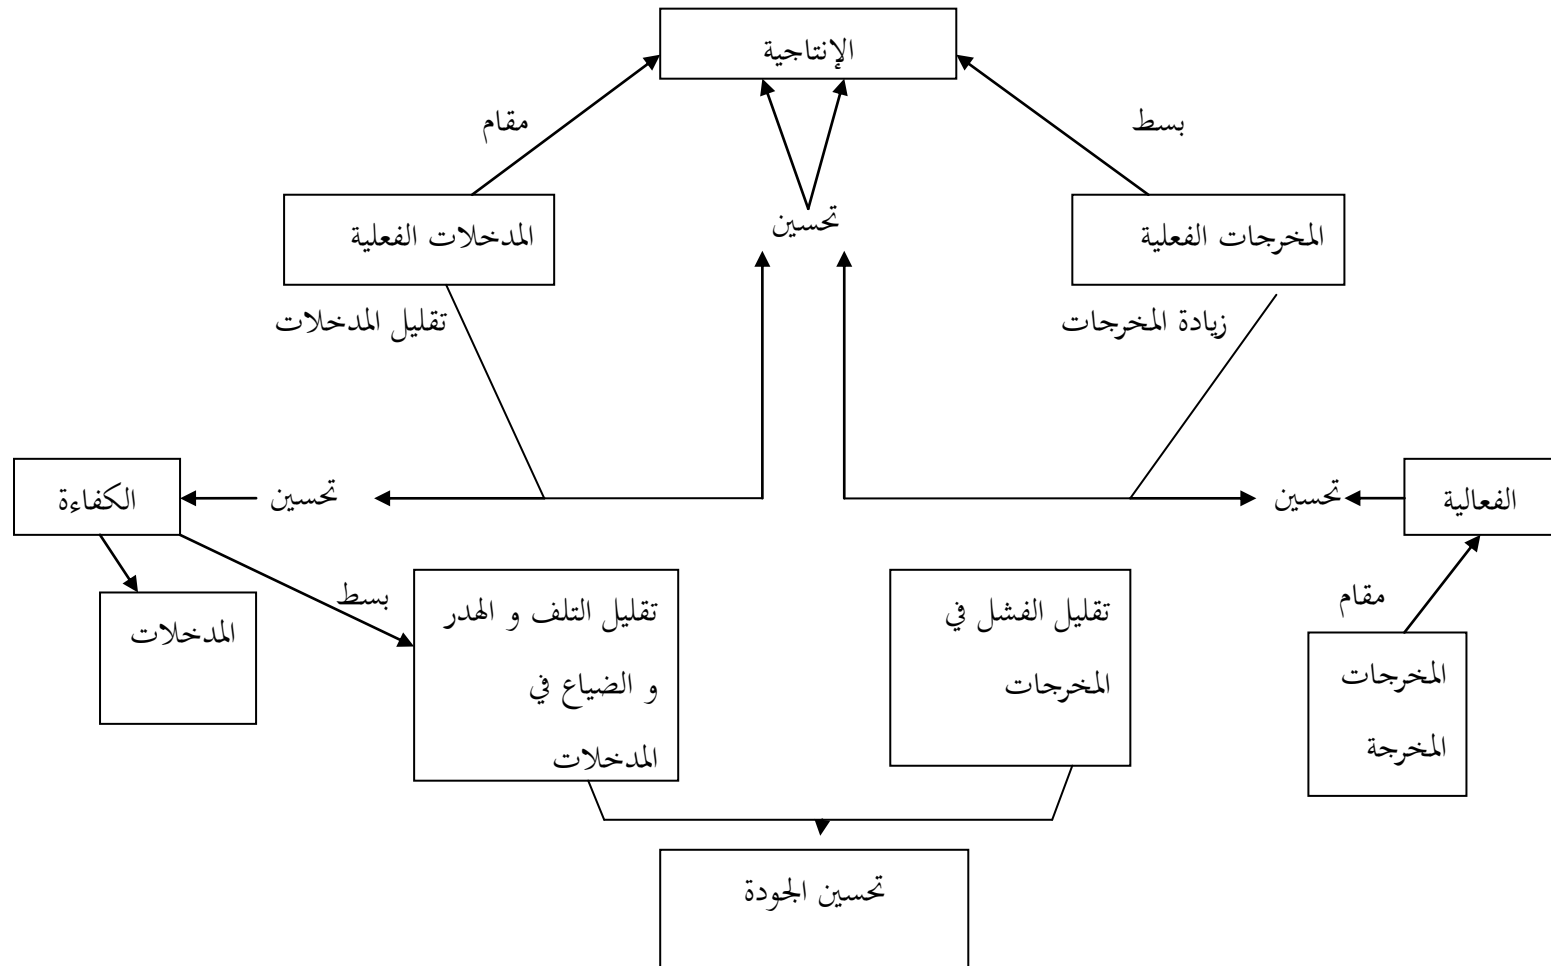 الإنتاجية
بسط
مقام
تحسين
المخرجات الفعلية
المدخلات الفعلية
زيادة المخرجات
تقليل المدخلات
الفعالية
تحسين
تحسين
الكفاءة
مقام
المخرجات
المخرجة
تقليل الفشل في
المخرجات
بسط
تقليل التلف و الهدر
و الضياع في
المدخلات
المدخلات
تحسين الجودة